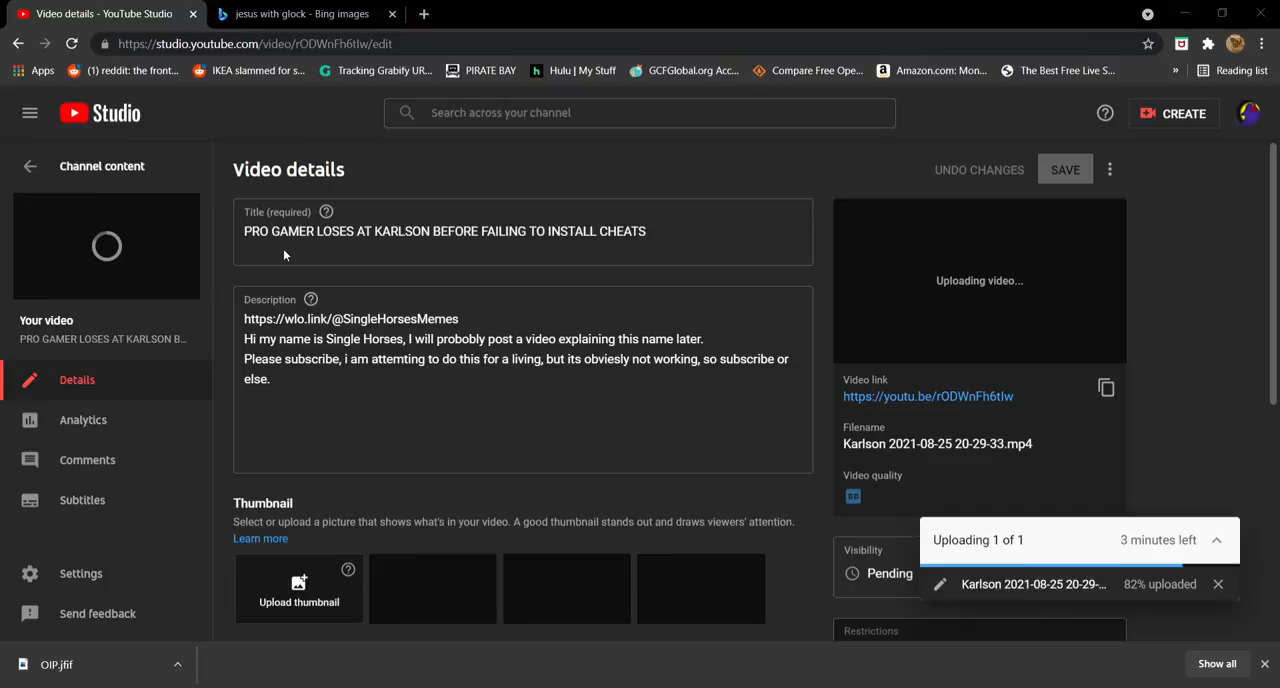 Video details - YouTube Studio
jesus with glock - Bing images
https://studio.youtube.com/video/rODWnFh6tIw/edit
Apps
(1) reddit: the front...
IKEA slammed for s...
Tracking Grabify UR...
PIRATE BAY
Hulu | My Stuff
GCFGlobal.org Acc...
Compare Free Ope...
Amazon.com: Mon...
The Best Free Live S...
»
Reading list
Studio
Search across your channel
CREATE
Channel content
Your video
PRO GAMER LOSES AT KARLSON B...
Details
Analytics
Comments
Subtitles
Settings
Send feedback
Video details
UNDO CHANGES
SAVE
Title (required)
PRO GAMER LOSES AT KARLSON BEFORE FAILING TO INSTALL CHEATS
Description
https://wlo.link/@SingleHorsesMemes
Hi my name is Single Horses, I will probobly post a video explaining this name later.
Please subscribe, i am attemting to do this for a living, but its obviesly not working, so subscribe or
else.
Thumbnail
Select or upload a picture that shows what's in your video. A good thumbnail stands out and draws viewers' attention.
Learn more
Upload thumbnail
Uploading video...
Video link
https://youtu.be/rODWnFh6tIw
Filename
Karlson 2021-08-25 20-29-33.mp4
Video quality
Visibility
Pending
Restrictions
Uploading 1 of 1
3 minutes left
Karlson 2021-08-25 20-29-...
82% uploaded
OIP.jfif
Show all